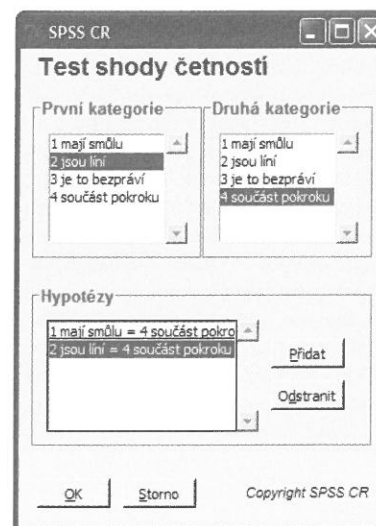 SPSS CR
Test shody četností
První kategorie
1 mají smůlu
2 jsou líní
3 je to bezpráví
4 součást pokroku
Druhá kategorie
1 mají smůlu
2 jsou líní
3 je to bezpráví
4 součást pokroku
Hypotézy
1 mají smůlu = 4 součást pokro
2 jsou líní = 4 součást pokroku
Přidat
Odstranit
OK Storno Copyright SPSS CR